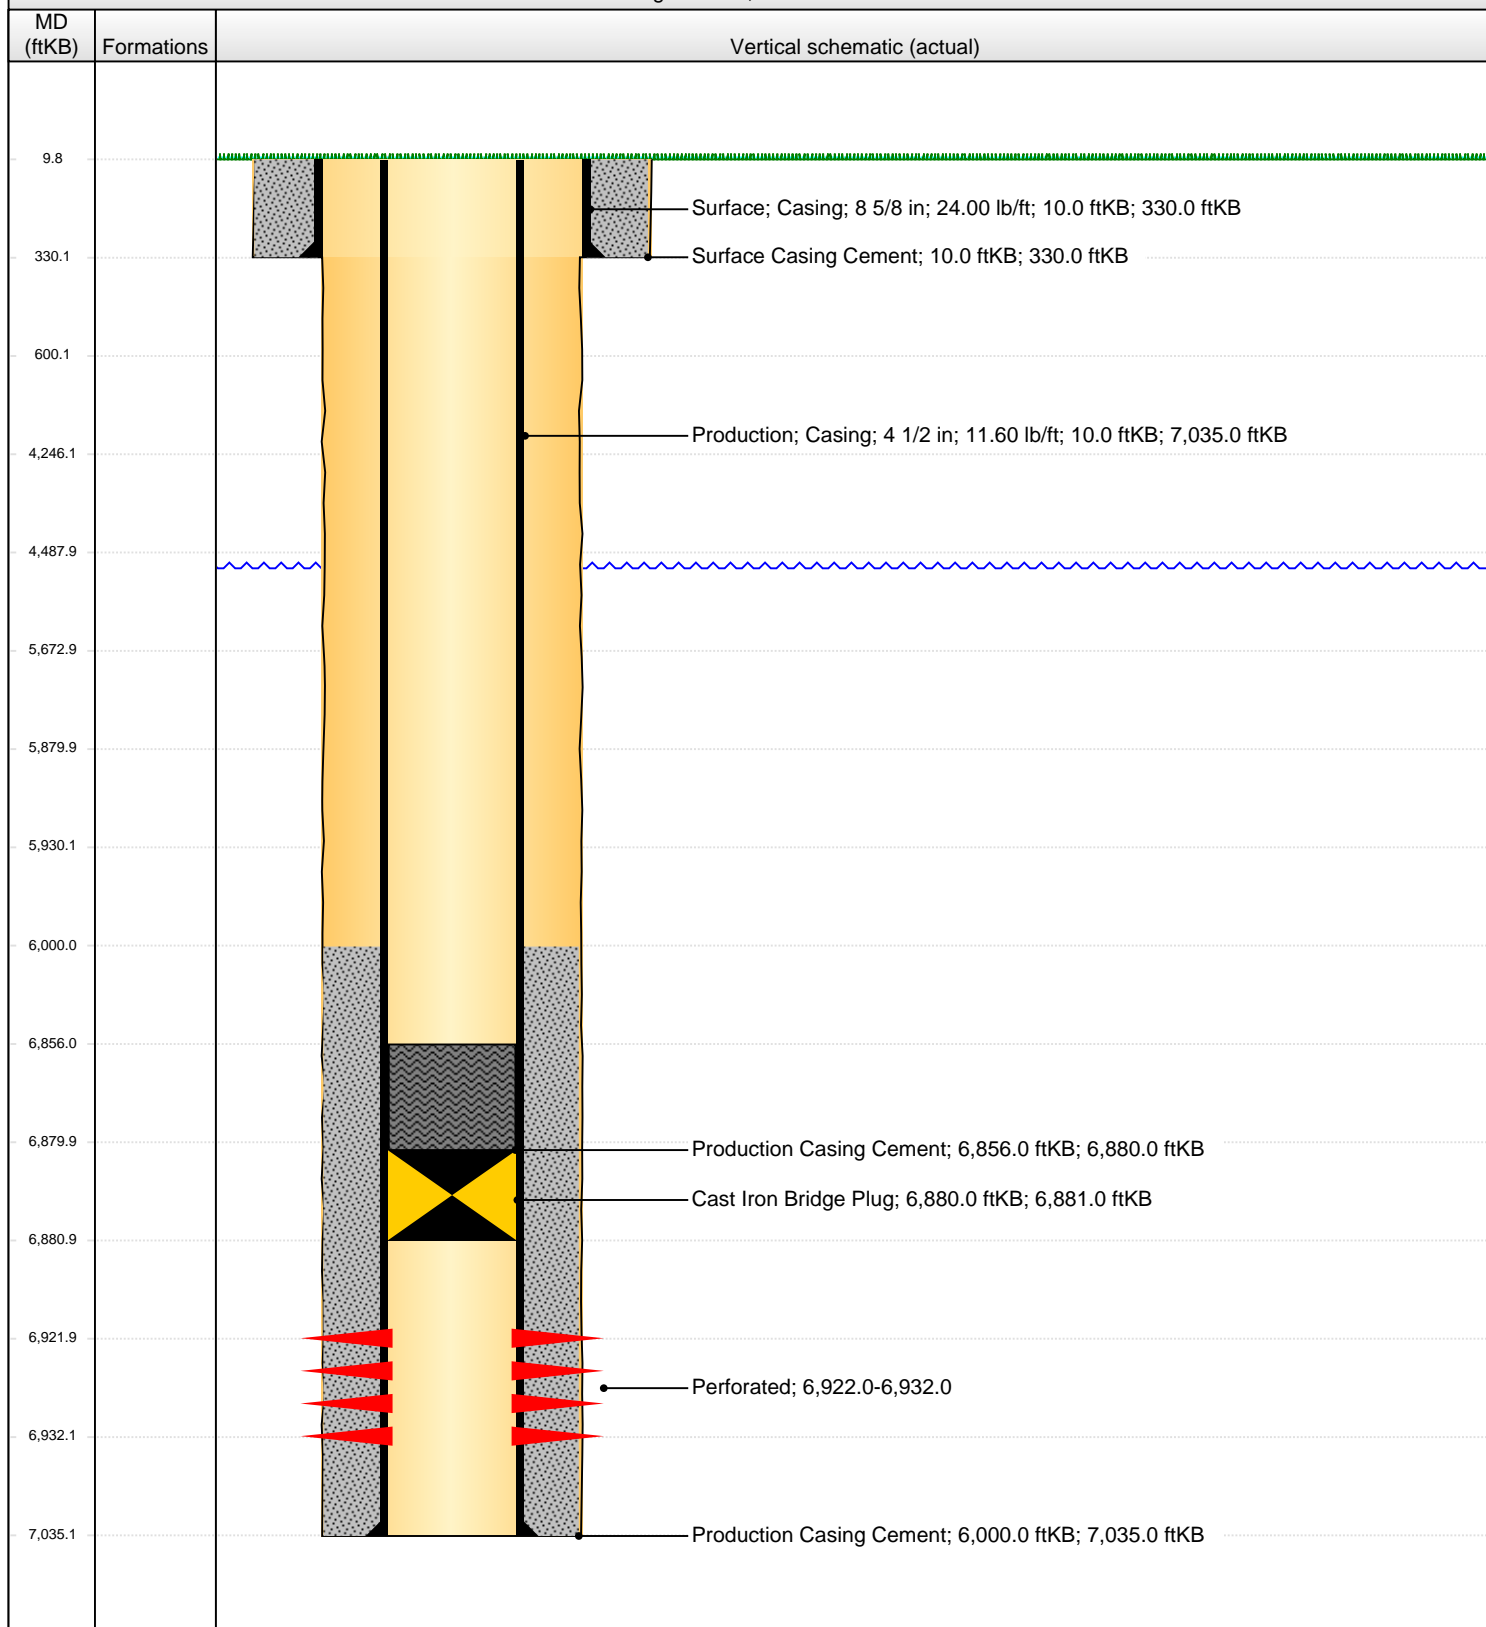 MD
(ftKB)
Formations
Vertical schematic (actual)
9.8
Surface; Casing; 8 5/8 in; 24.00 lb/ft; 10.0 ftKB; 330.0 ftKB
330.1
Surface Casing Cement; 10.0 ftKB; 330.0 ftKB
600.1
Production; Casing; 4 1/2 in; 11.60 lb/ft; 10.0 ftKB; 7,035.0 ftKB
4,246.1
4,487.9
5,672.9
5,879.9
5,930.1
6,000.0
6,856.0
6,879.9
Production Casing Cement; 6,856.0 ftKB; 6,880.0 ftKB
Cast Iron Bridge Plug; 6,880.0 ftKB; 6,881.0 ftKB
6,880.9
6,921.9
Perforated; 6,922.0-6,932.0
6,932.1
7,035.1
Production Casing Cement; 6,000.0 ftKB; 7,035.0 ftKB